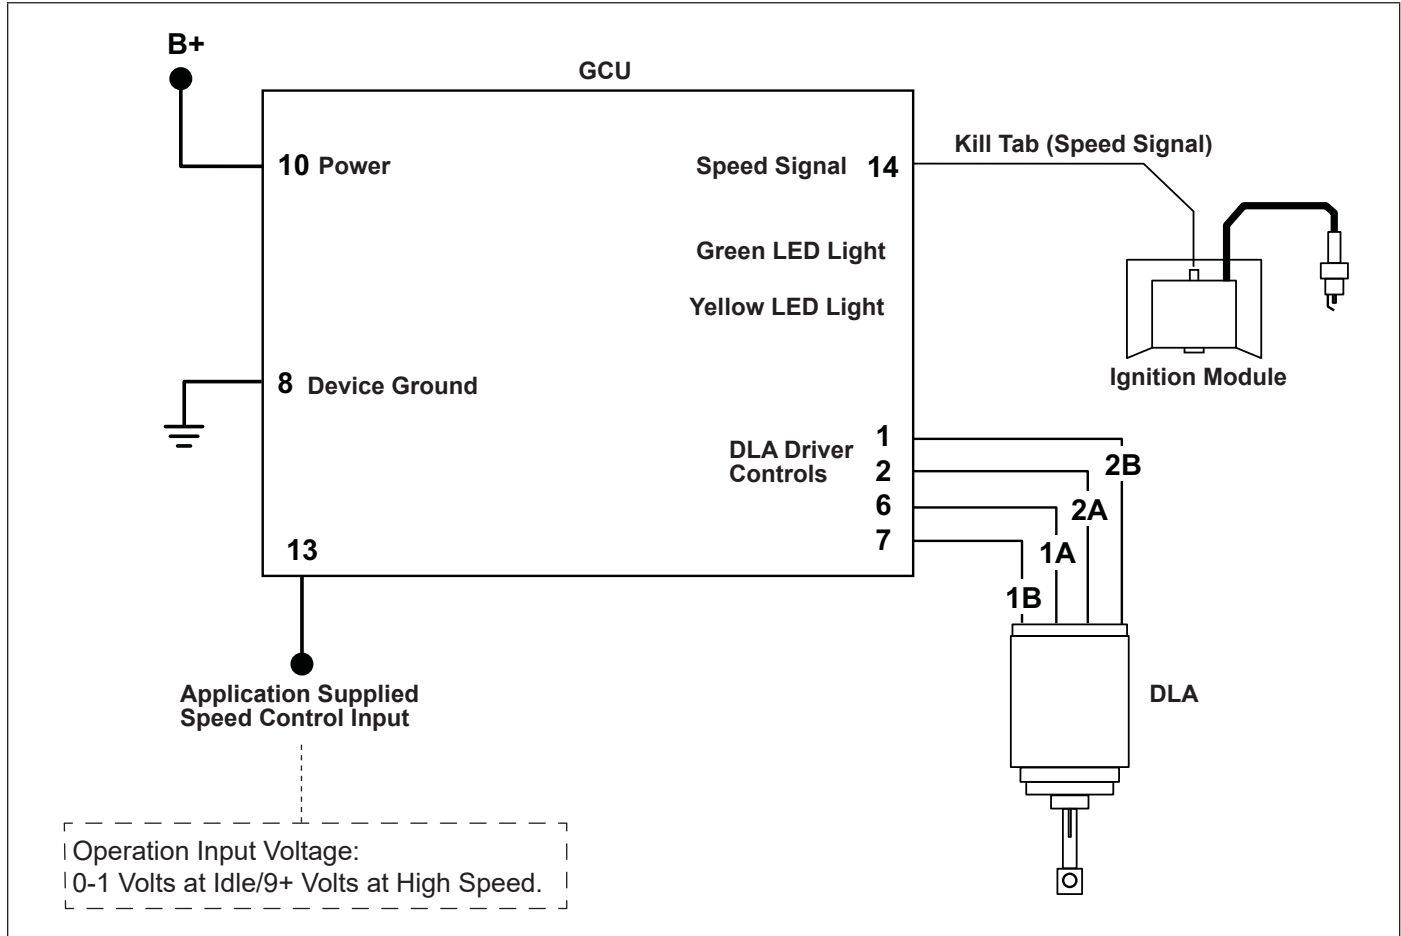 B+
GCU
10 Power
Speed Signal 14
Kill Tab (Speed Signal)
Green LED Light
Yellow LED Light
Ignition Module
8 Device Ground
DLA Driver
Controls
1
2
6
7
2B
2A
1A
1B
13
Application Supplied
Speed Control Input
DLA
Operation Input Voltage:
0-1 Volts at Idle/9+ Volts at High Speed.